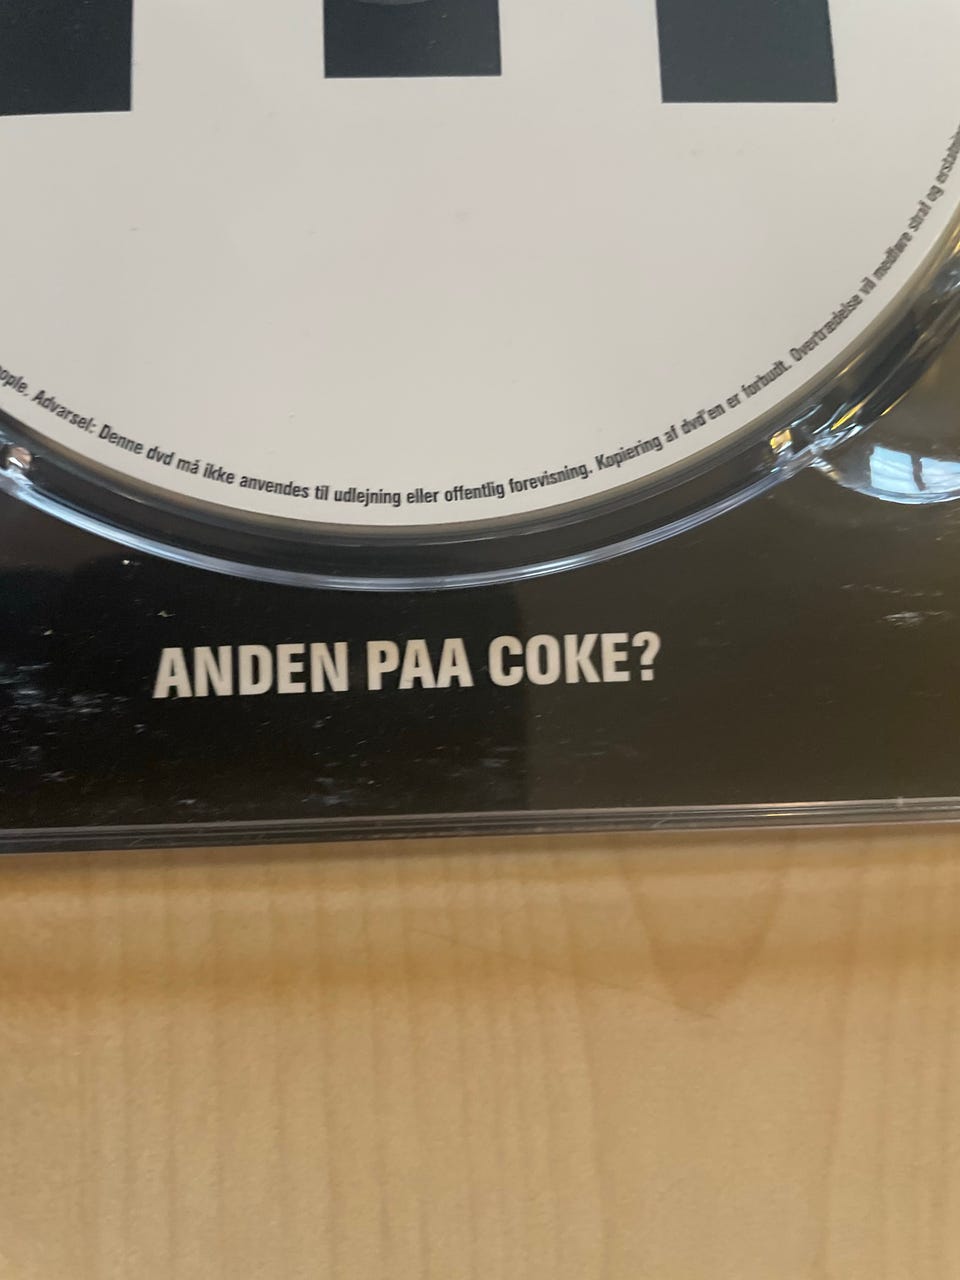 Advarsel: Denne dvd må ikke anvendes til udlejning eller offentlig forevisning. Kopiering af dvd'en er forbudt. Overtrædelse vil medføre straf og
ANDEN PAA COKE?